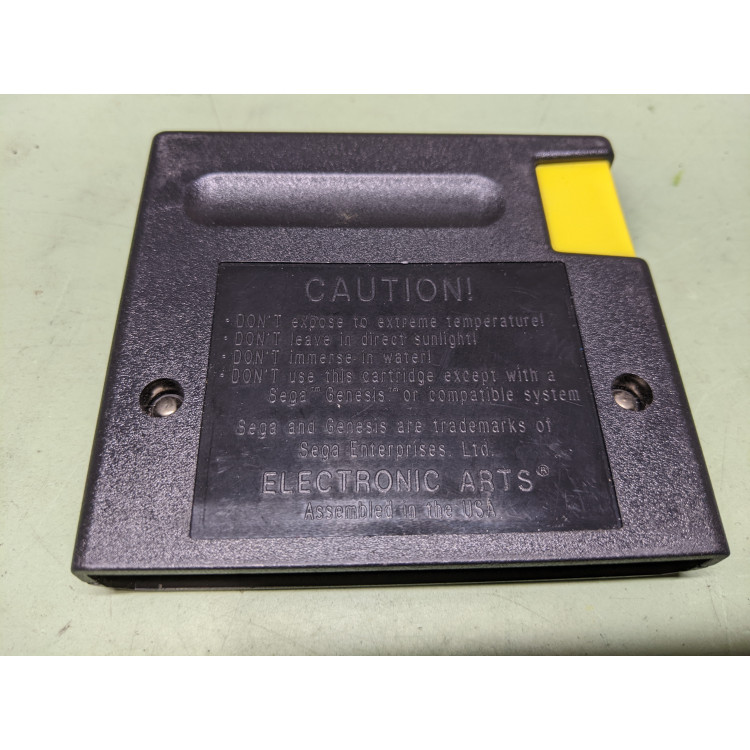 CAUTION!
• DON'T expose to extreme temperature!
• DON'T leave in direct sunlight!
• DON'T immerse in water!
• DON'T use this cartridge except with a
Sega™ Genesis™ or compatible system
Sega and Genesis are trademarks of
Sega Enterprises, Ltd.
ELECTRONIC ARTS®
Assembled in the USA